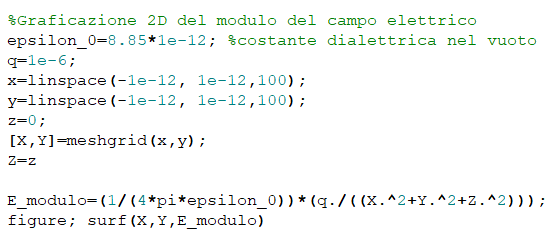 %Graficazione 2D del modulo del campo elettrico
epsilon_0=8.85*1e-12; %costante dialettrica nel vuoto
q=1e-6;
x=linspace(-1e-12, 1e-12,100);
y=linspace(-1e-12, 1e-12,100);
z=0;
[X,Y]=meshgrid(x,y);
Z=z
E_modulo=(1/(4*pi*epsilon_0))*(q./((X.^2+Y.^2+Z.^2)));
figure; surf(X,Y,E_modulo)